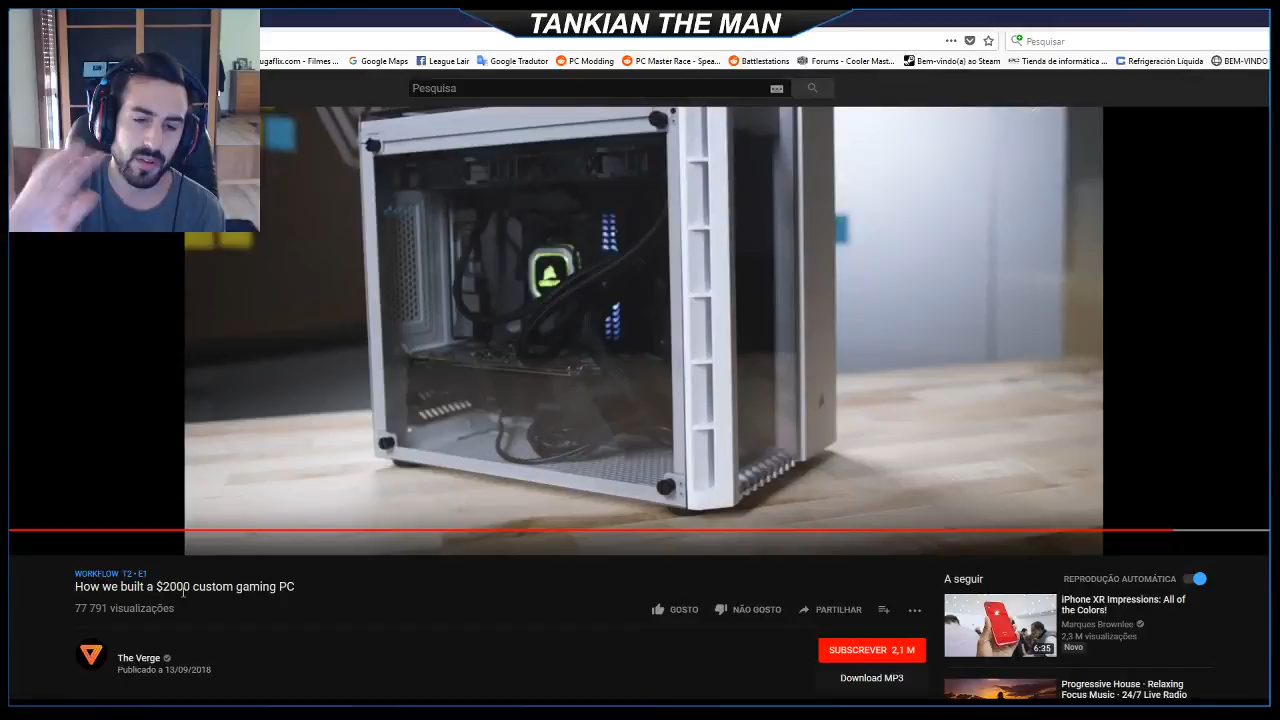 TANKIAN THE MAN
Pesquisar
ugaflix.com - Filmes ... Google Maps League Lair Google Tradutor PC Modding PC Master Race - Spea... Battlestations Forums - Cooler Mast... Bem-vindo(a) ao Steam Tienda de informática ... Refrigeración Líquida BEM-VINDO
Pesquisa
WORKFLOW T2 • E1
How we built a $2000 custom gaming PC
77 791 visualizações
GOSTO NÃO GOSTO PARTILHAR
The Verge
Publicado a 13/09/2018
SUBSCREVER 2,1 M
Download MP3
A seguir REPRODUÇÃO AUTOMÁTICA
iPhone XR Impressions: All of
the Colors!
Marques Brownlee
2,3 M visualizações
Novo
6:35
Progressive House - Relaxing
Focus Music - 24/7 Live Radio